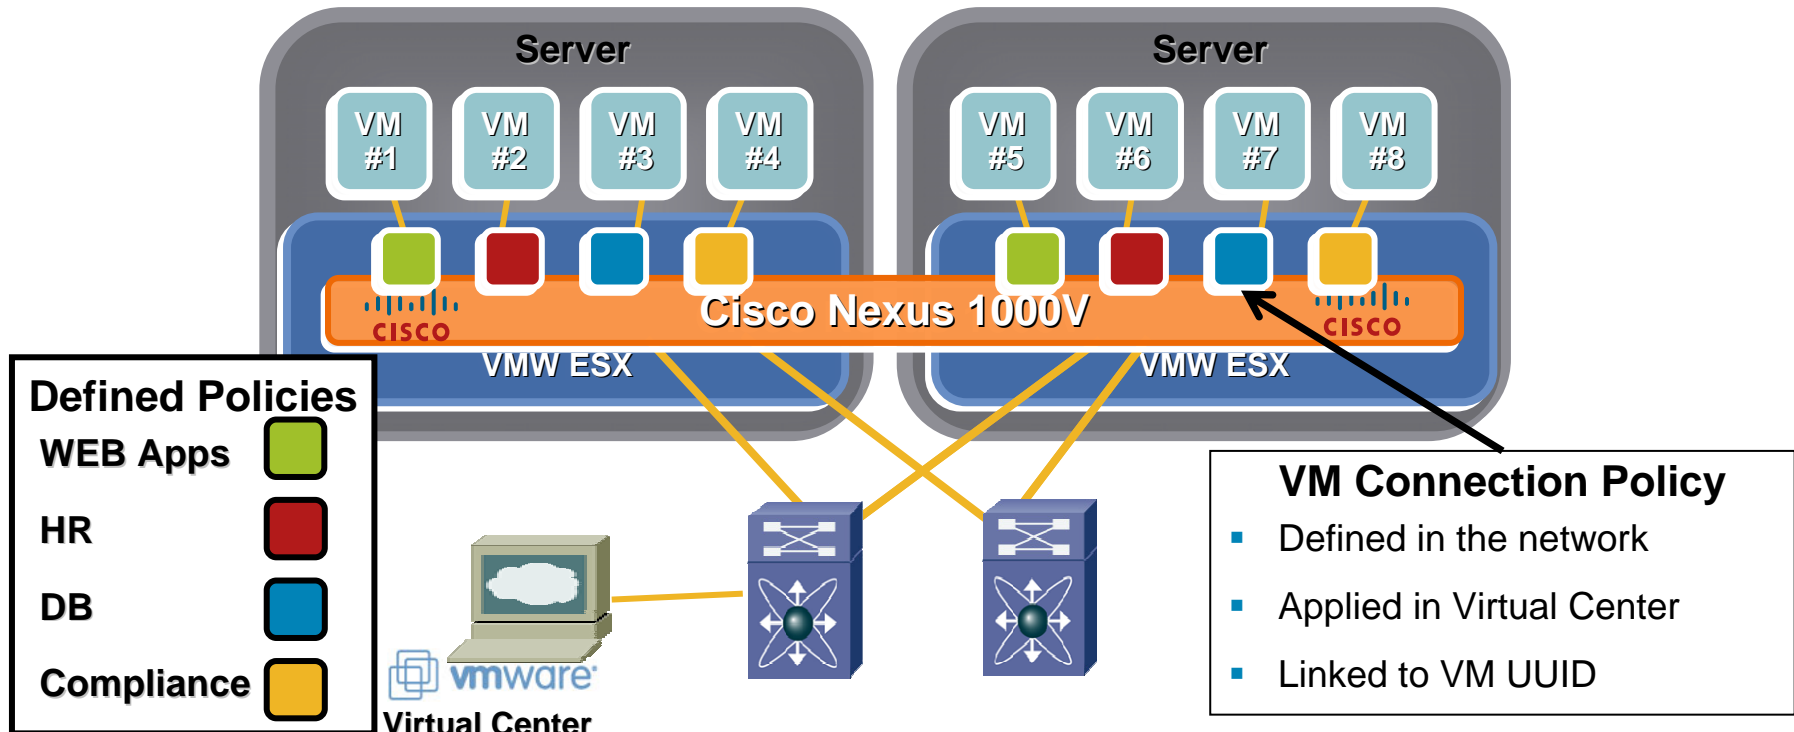 Server
Server
VM #1
VM #2
VM #3
VM #4
VM #5
VM #6
VM #7
VM #8
Cisco Nexus 1000V
CISCO
CISCO
VMW ESX
VMW ESX
Defined Policies
WEB Apps
HR
DB
Compliance
vmware
Virtual Center
VM Connection Policy
▪ Defined in the network
▪ Applied in Virtual Center
▪ Linked to VM UUID